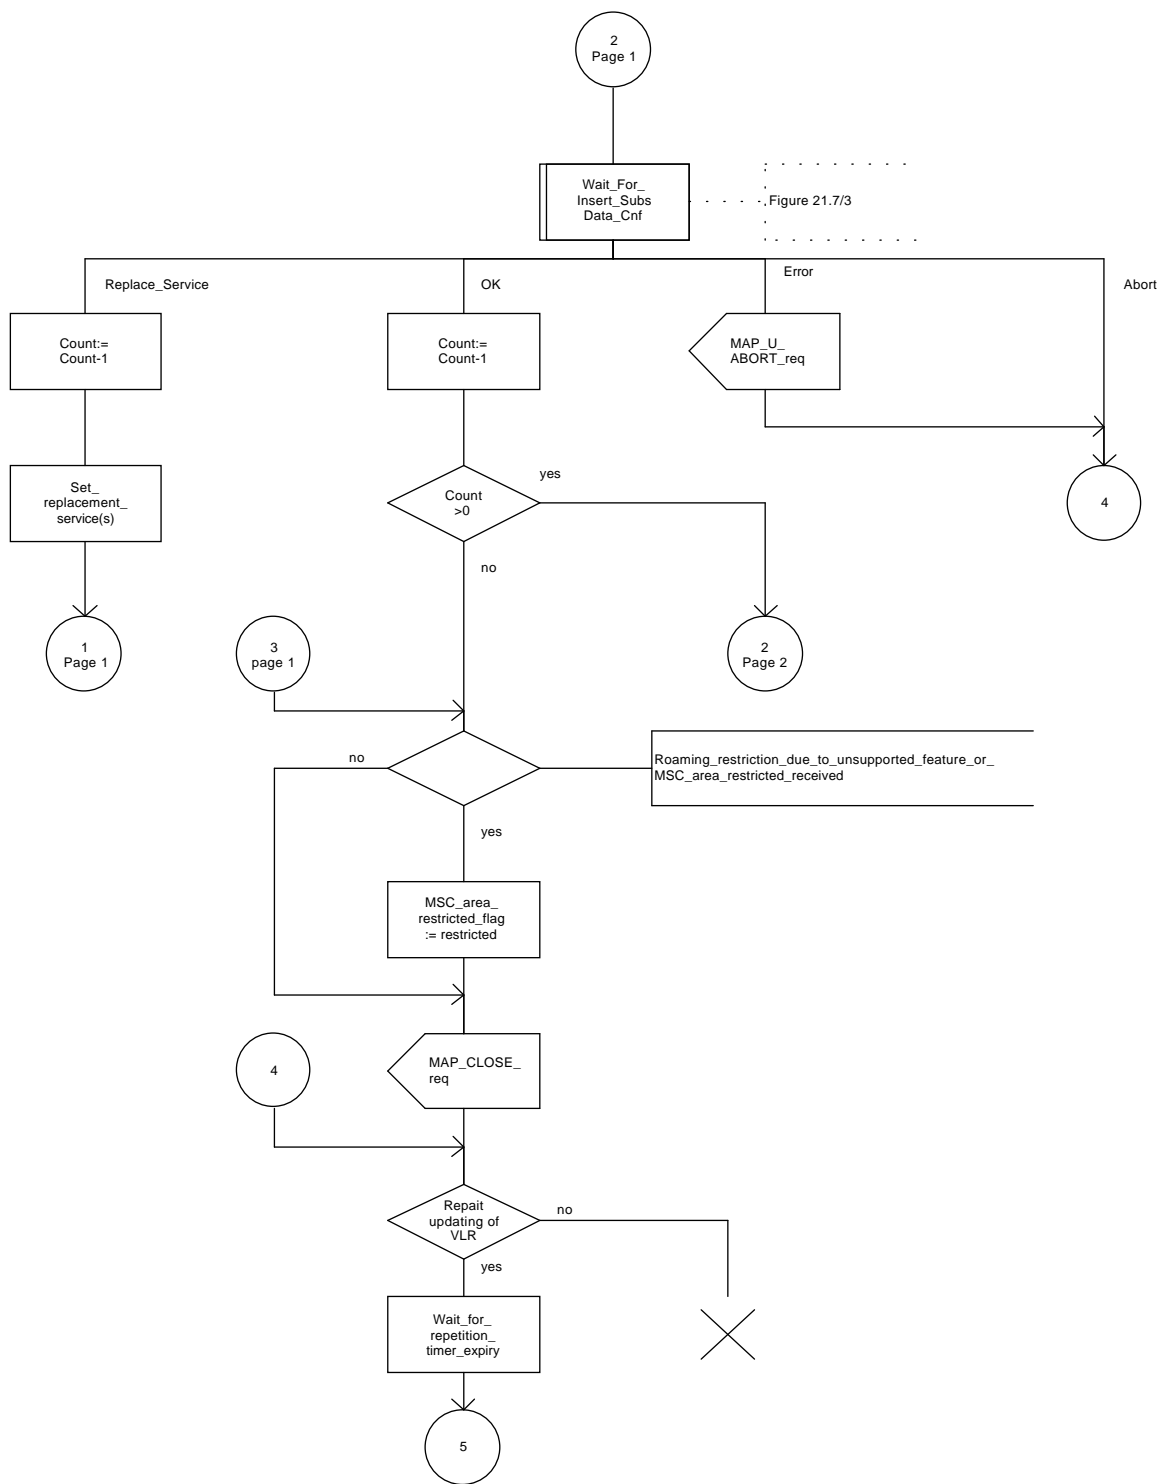 2
Page 1
Wait_For_
Insert_Subs
Data_Cnf
Figure 21.7/3
Replace_Service
OK
Error
Abort
Count:=
Count-1
Count:=
Count-1
MAP_U_
ABORT_req
Set_
replacement_
service(s)
Count
>0
yes
4
no
1
Page 1
3
page 1
2
Page 2
no
Roaming_restriction_due_to_unsupported_feature_or_
MSC_area_restricted_received
yes
MSC_area_
restricted_flag
:= restricted
4
MAP_CLOSE_
req
Repait
updating of
VLR
no
yes
Wait_for_
repetition_
timer_expiry
5